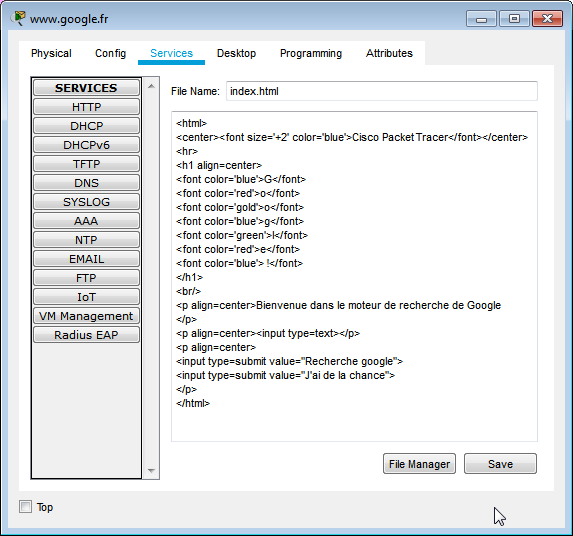 www.google.fr
Physical Config Services Desktop Programming Attributes
SERVICES
HTTP
DHCP
DHCPv6
TFTP
DNS
SYSLOG
AAA
NTP
EMAIL
FTP
IoT
VM Management
Radius EAP
File Name: index.html
<html>
<center><font size='+2' color='blue'>Cisco Packet Tracer</font></center>
<hr>
<h1 align=center>
<font color='blue'>G</font>
<font color='red'>o</font>
<font color='gold'>o</font>
<font color='blue'>g</font>
<font color='green'>l</font>
<font color='red'>e</font>
<font color='blue'> !</font>
</h1>
<br/>
<p align=center>Bienvenue dans le moteur de recherche de Google
</p>
<p align=center><input type=text></p>
<p align=center>
<input type=submit value="Recherche google">
<input type=submit value="J'ai de la chance">
</p>
</html>
File Manager Save
Top